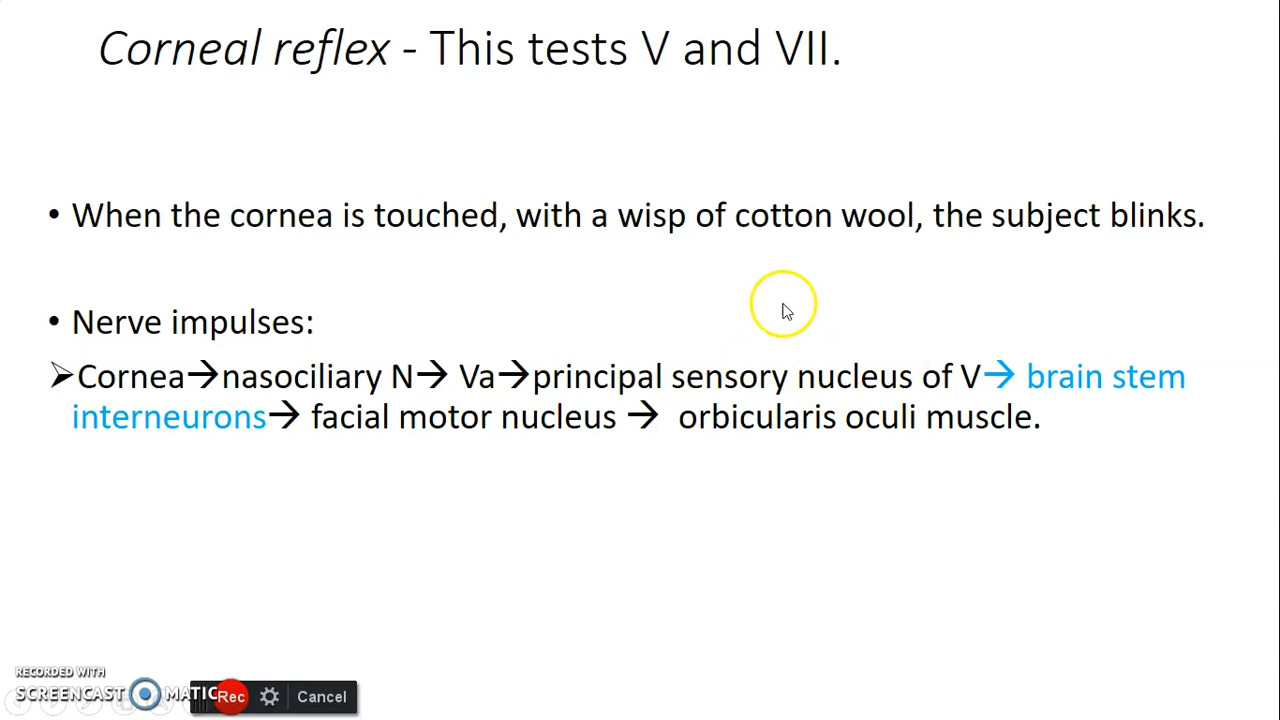 Corneal reflex - This tests V and VII.
• When the cornea is touched, with a wisp of cotton wool, the subject blinks.
• Nerve impulses:
➢Cornea→nasociliary N→ Va→principal sensory nucleus of V→ brain stem
interneurons→ facial motor nucleus → orbicularis oculi muscle.
RECORDED WITH
SCREENCAST MATIC
Rec Cancel